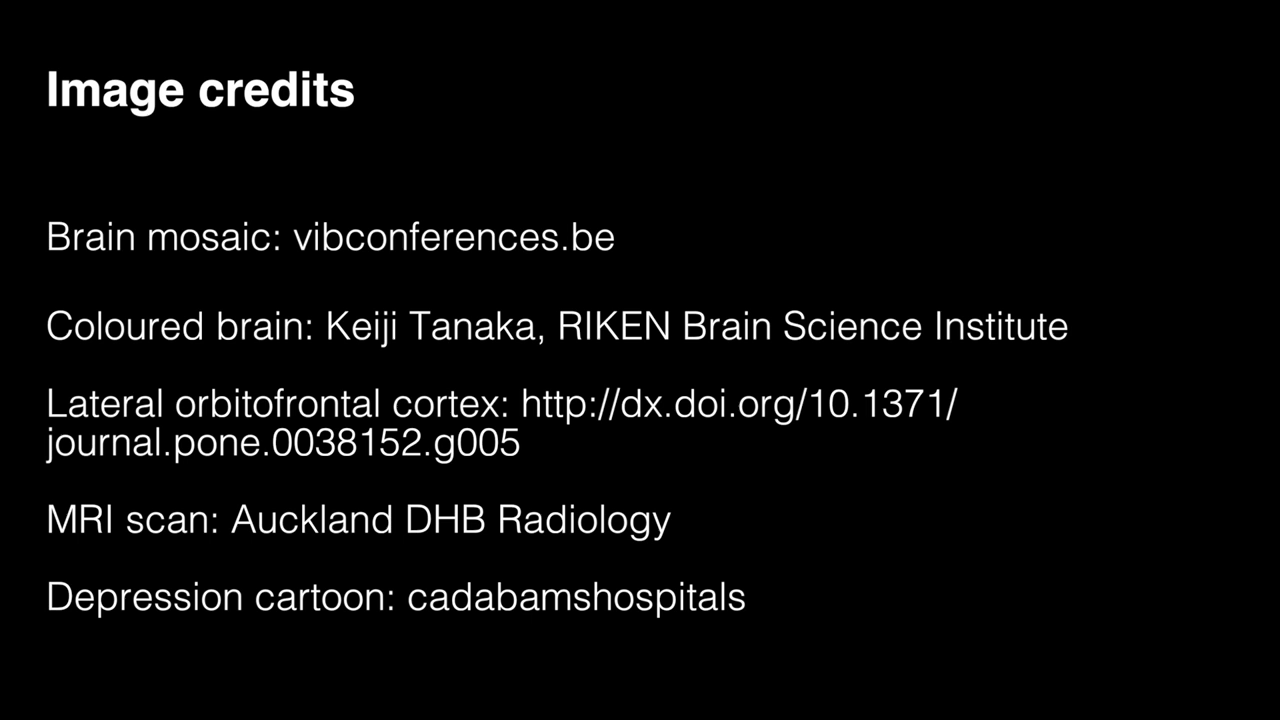 Image credits
Brain mosaic: vibconferences.be
Coloured brain: Keiji Tanaka, RIKEN Brain Science Institute
Lateral orbitofrontal cortex: http://dx.doi.org/10.1371/
journal.pone.0038152.g005
MRI scan: Auckland DHB Radiology
Depression cartoon: cadabamshospitals